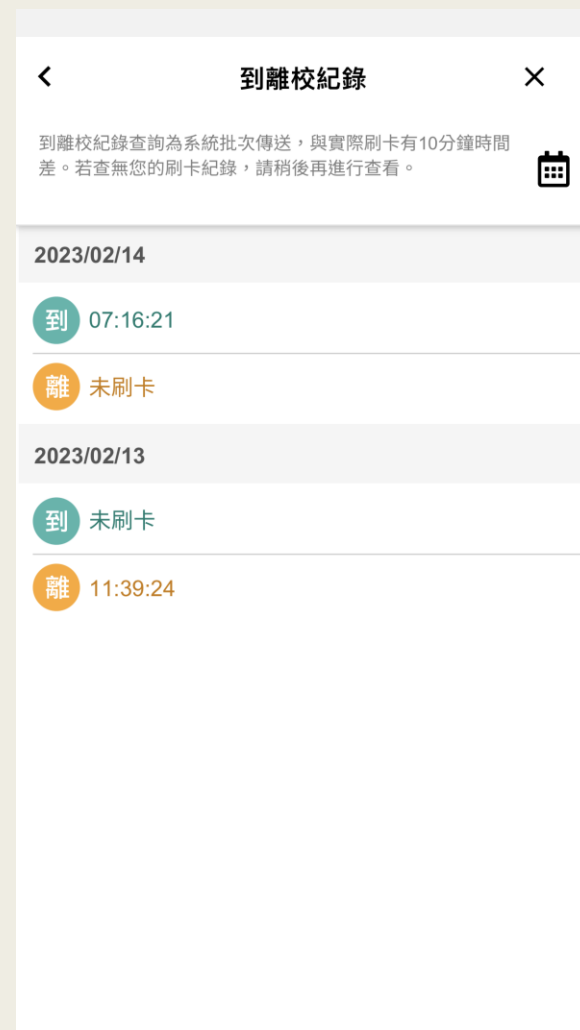 到離校紀錄
到離校紀錄查詢為系統批次傳送，與實際刷卡有10分鐘時間
差。若查無您的刷卡紀錄，請稍後再進行查看。
2023/02/14
到 07:16:21
離 未刷卡
2023/02/13
到 未刷卡
離 11:39:24